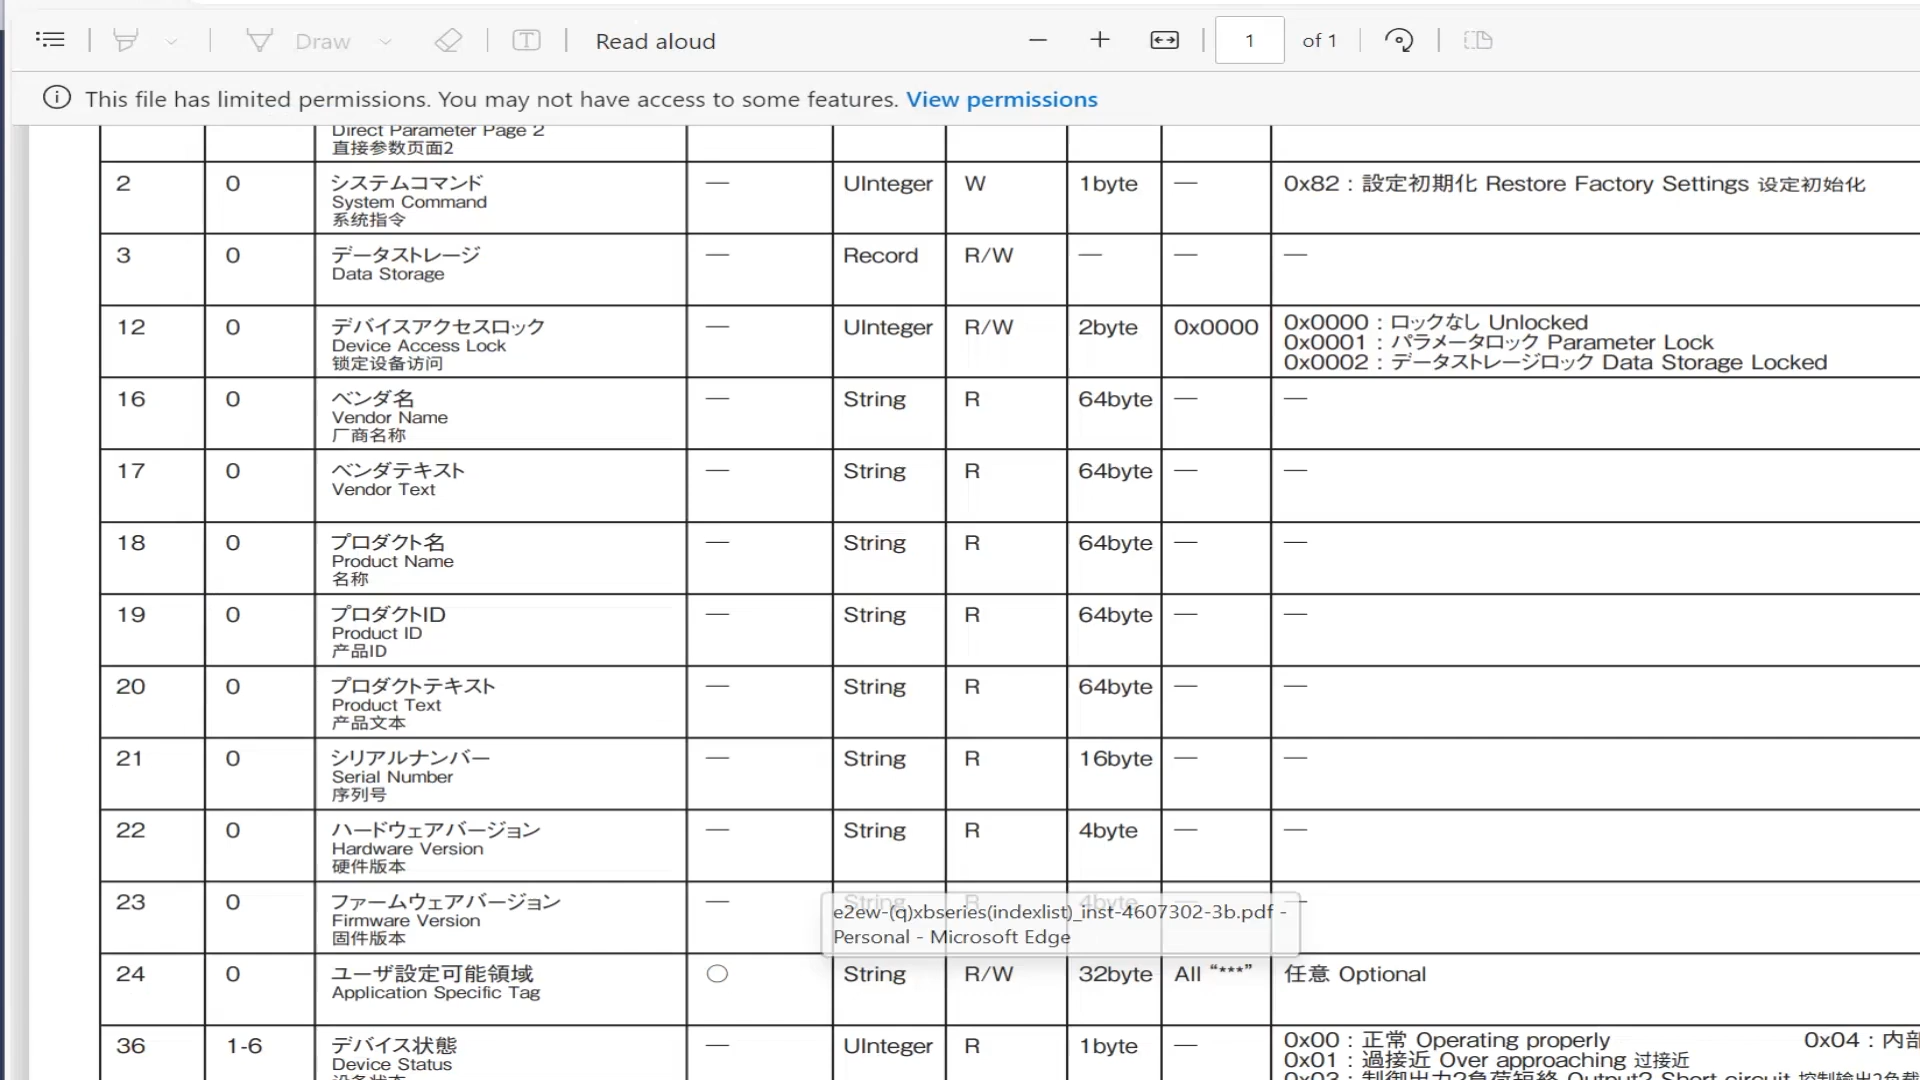 Draw
Read aloud
1 of 1
This file has limited permissions. You may not have access to some features. View permissions
Direct Parameter Page 2
直接参数页面2
2 0 システムコマンド — UInteger W 1byte — 0x82：設定初期化 Restore Factory Settings 设定初始化
System Command
系统指令
3 0 データストレージ — Record R/W — — —
Data Storage
12 0 デバイスアクセスロック — UInteger R/W 2byte 0x0000 0x0000：ロックなし Unlocked
Device Access Lock 0x0001：パラメータロック Parameter Lock
锁定设备访问 0x0002：データストレージロック Data Storage Locked
16 0 ベンダ名 — String R 64byte — —
Vendor Name
厂商名称
17 0 ベンダテキスト — String R 64byte — —
Vendor Text
18 0 プロダクト名 — String R 64byte — —
Product Name
名称
19 0 プロダクトID — String R 64byte — —
Product ID
产品ID
20 0 プロダクトテキスト — String R 64byte — —
Product Text
产品文本
21 0 シリアルナンバー — String R 16byte — —
Serial Number
序列号
22 0 ハードウェアバージョン — String R 4byte — —
Hardware Version
硬件版本
23 0 ファームウェアバージョン — String R 4byte — —
Firmware Version
固件版本
e2ew-(q)xbseries(indexlist)_inst-4607302-3b.pdf -
Personal - Microsoft Edge
24 0 ユーザ設定可能領域 ○ String R/W 32byte All “***” 任意 Optional
Application Specific Tag
36 1-6 デバイス状態 — UInteger R 1byte — 0x00：正常 Operating properly 0x04：内部
Device Status 0x01：過接近 Over approaching 过接近